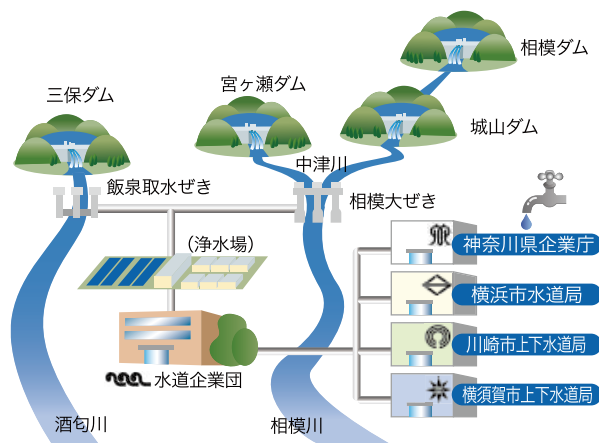 相模ダム
宮ヶ瀬ダム
三保ダム
城山ダム
中津川
飯泉取水ぜき
相模大ぜき
（浄水場）
神奈川県企業庁
横浜市水道局
川崎市上下水道局
水道企業団
横須賀市上下水道局
酒匂川
相模川